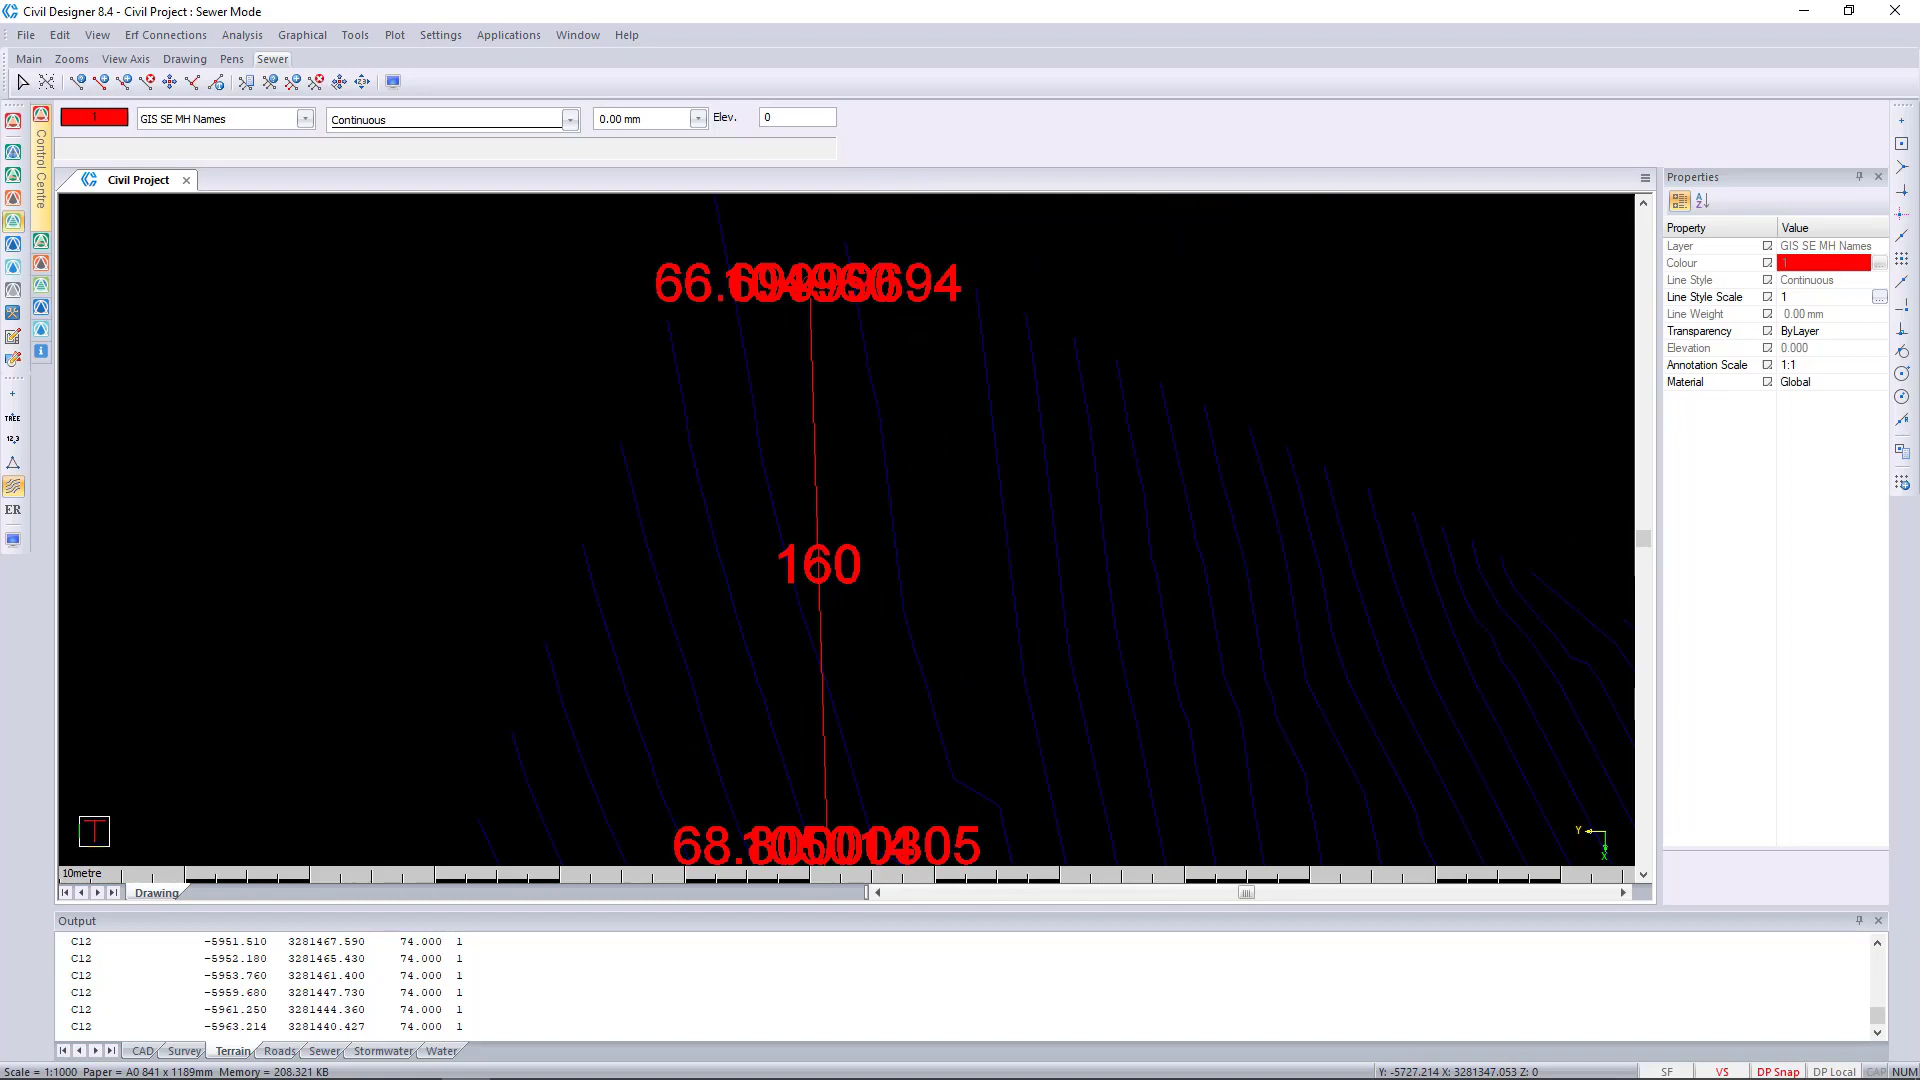 Civil Designer 8.4 - Civil Project : Sewer Mode
File Edit View Erf Connections Analysis Graphical Tools Plot Settings Applications Window Help
Main Zooms View Axis Drawing Pens Sewer
1 GIS SE MH Names Continuous 0.00 mm Elev. 0
Control Centre
Civil Project
Properties
Property Value
Layer GIS SE MH Names
Colour 1
Line Style Continuous
Line Style Scale 1
Line Weight 0.00 mm
Transparency ByLayer
Elevation 0.000
Annotation Scale 1:1
Material Global
TREE
12.3
ER
160
T
Y
X
10metre
Drawing
Output
C12 -5951.510 3281467.590 74.000 1
C12 -5952.180 3281465.430 74.000 1
C12 -5953.760 3281461.400 74.000 1
C12 -5959.680 3281447.730 74.000 1
C12 -5961.250 3281444.360 74.000 1
C12 -5963.214 3281440.427 74.000 1
CAD Survey Terrain Roads Sewer Stormwater Water
Scale = 1:1000 Paper = A0 841 x 1189mm Memory = 208.321 KB Y: -5727.214 X: 3281347.053 Z: 0 SF VS DP Snap DP Local CAP NUM